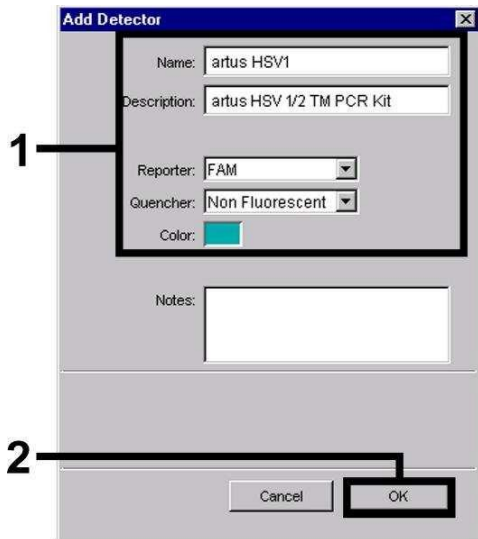 Add Detector
Name: artus HSV1
Description: artus HSV 1/2 TM PCR Kit
1
Reporter: FAM
Quencher: Non Fluorescent
Color:
Notes:
2
Cancel OK